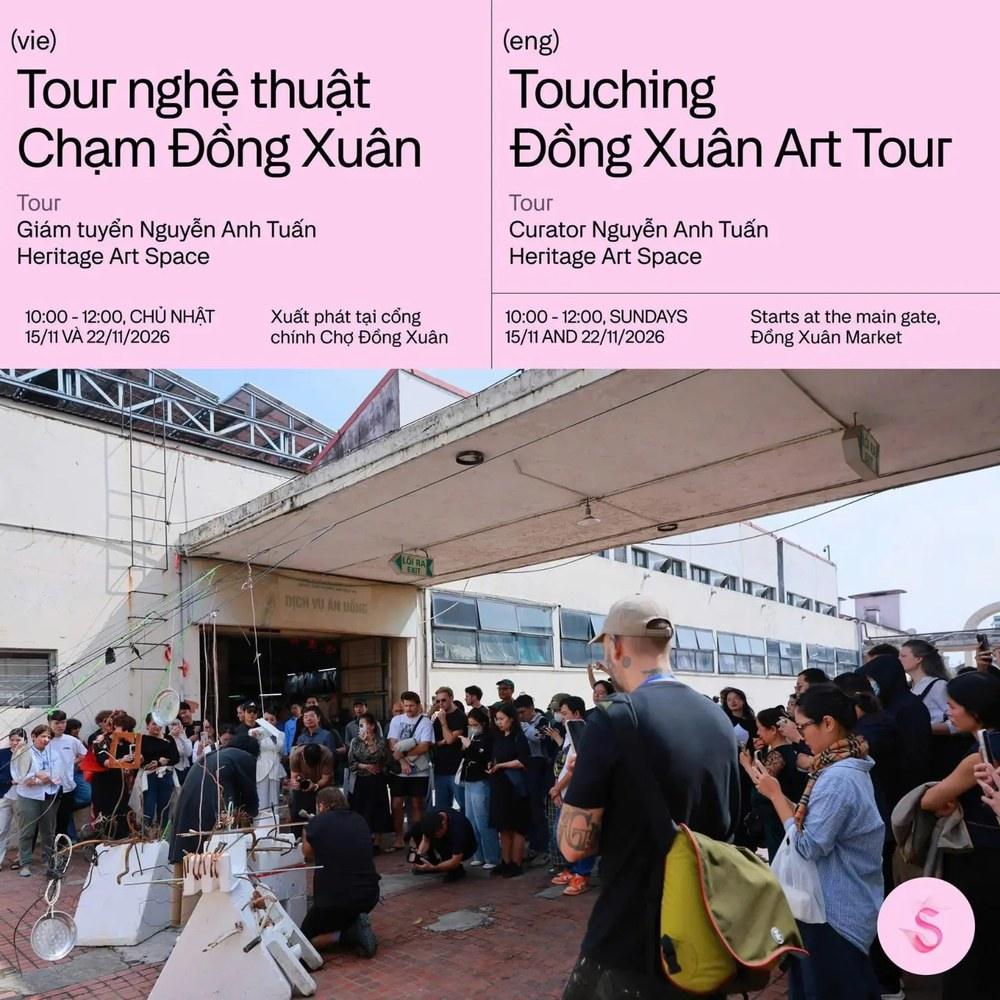 (vie)
Tour nghệ thuật
Chạm Đồng Xuân
Tour
Giám tuyển Nguyễn Anh Tuấn
Heritage Art Space
10:00 - 12:00, CHỦ NHẬT
15/11 VÀ 22/11/2026
Xuất phát tại cổng
chính Chợ Đồng Xuân
(eng)
Touching
Đồng Xuân Art Tour
Tour
Curator Nguyễn Anh Tuấn
Heritage Art Space
10:00 - 12:00, SUNDAYS
15/11 AND 22/11/2026
Starts at the main gate,
Đồng Xuân Market
LỐI RA
EXIT
DỊCH VỤ ĂN UỐNG
S